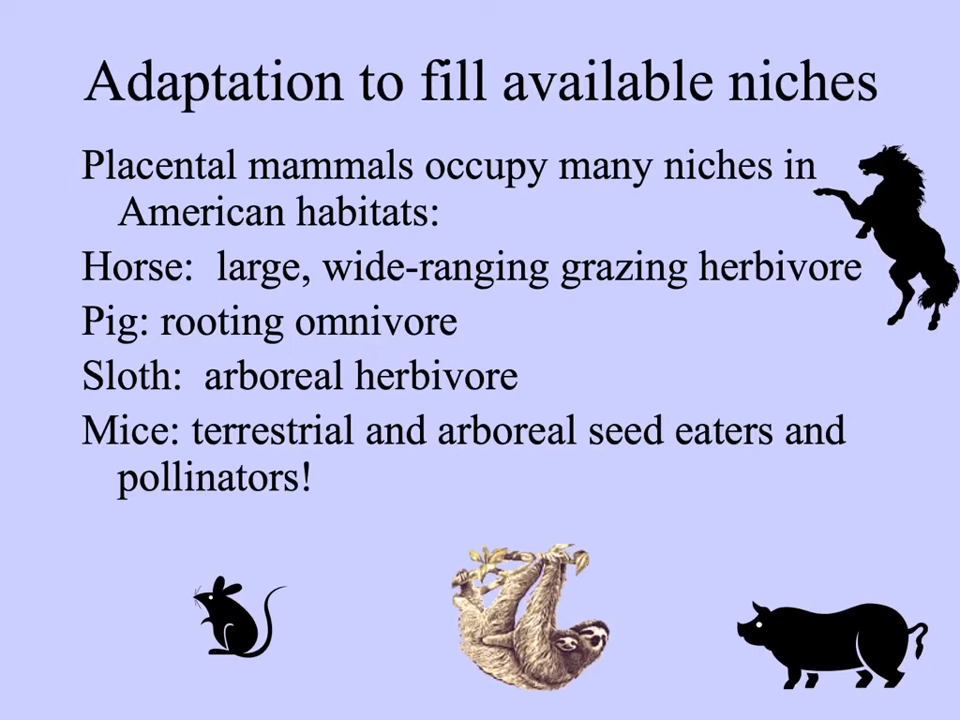 Adaptation to fill available niches
Placental mammals occupy many niches in
American habitats:
Horse:  large, wide-ranging grazing herbivore
Pig: rooting omnivore
Sloth:  arboreal herbivore
Mice: terrestrial and arboreal seed eaters and
pollinators!